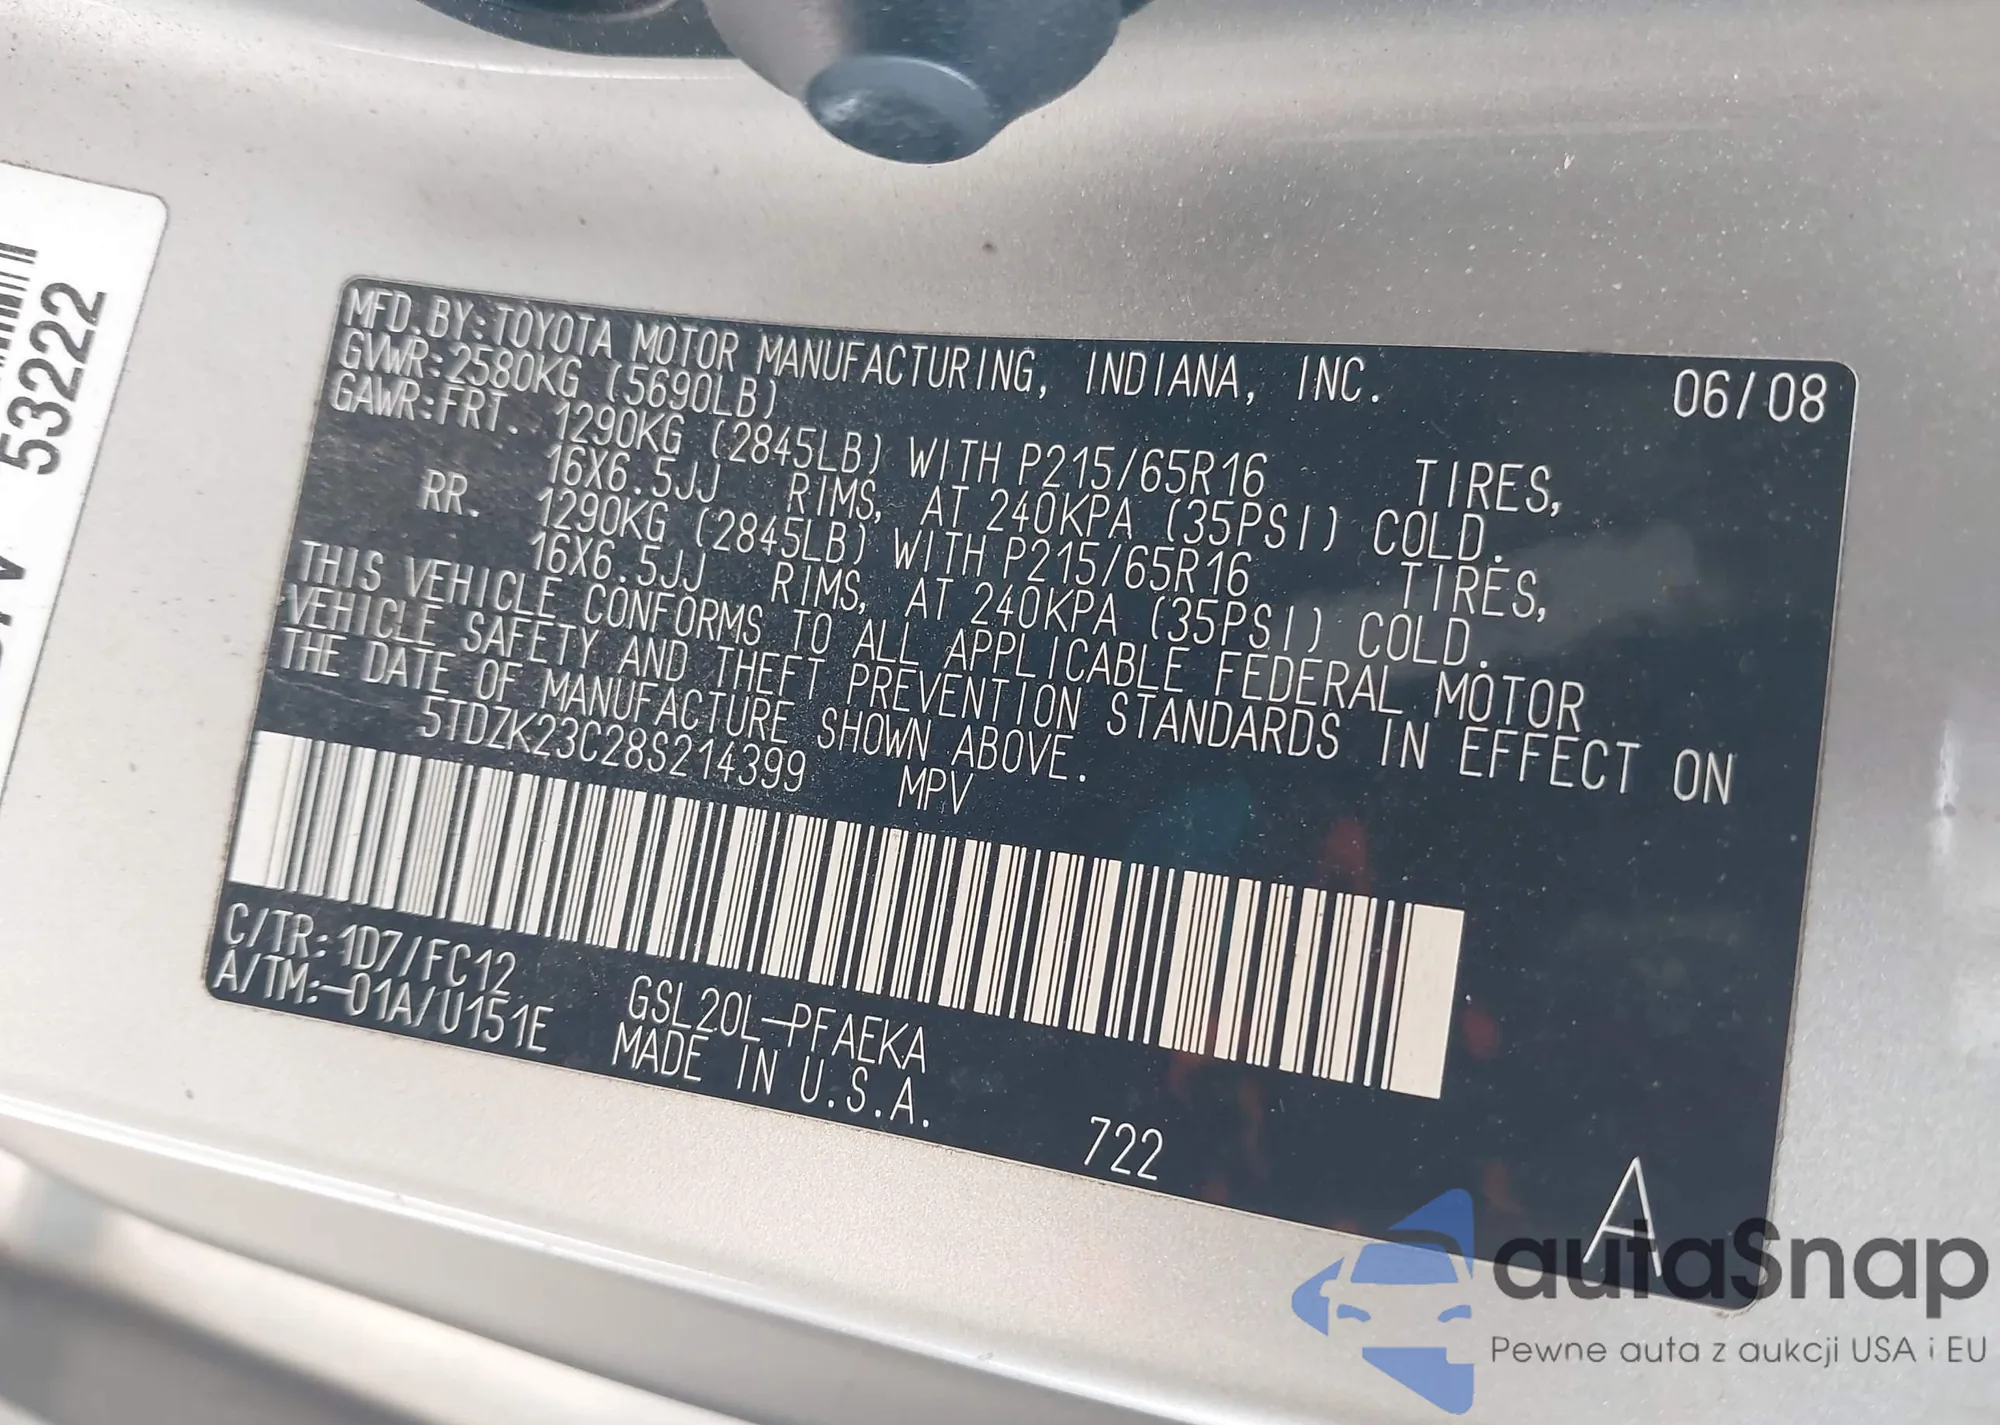 53222
MFD. BY: TOYOTA MOTOR MANUFACTURING, INDIANA, INC. 06/08
GVWR: 2580KG (5690LB)
GAWR: FRT. 1290KG (2845LB) WITH P215/65R16 TIRES,
16X6.5JJ RIMS, AT 240KPA (35PSI) COLD.
RR. 1290KG (2845LB) WITH P215/65R16 TIRES,
16X6.5JJ RIMS, AT 240KPA (35PSI) COLD.
THIS VEHICLE CONFORMS TO ALL APPLICABLE FEDERAL MOTOR
VEHICLE SAFETY AND THEFT PREVENTION STANDARDS IN EFFECT ON
THE DATE OF MANUFACTURE SHOWN ABOVE.
5TDZK23C28S214399 MPV
C/TR: 1D7/FC12
A/TM: -01A/U151E
GSL20L-PFAEKA
MADE IN U.S.A.
722
A
autaSnap
Pewne auta z aukcji USA i EU